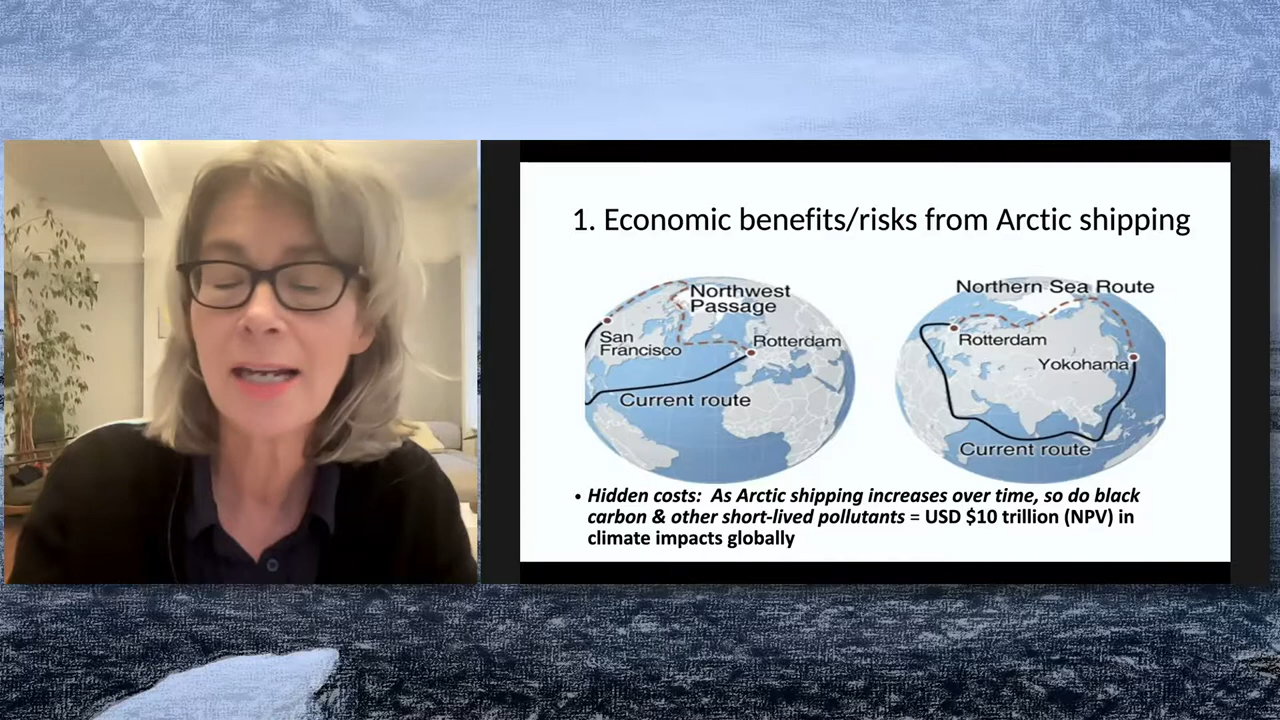 1. Economic benefits/risks from Arctic shipping
Northwest
Passage
San
Francisco
Rotterdam
Current route
Northern Sea Route
Rotterdam
Yokohama
Current route
• Hidden costs: As Arctic shipping increases over time, so do black
carbon & other short-lived pollutants = USD $10 trillion (NPV) in
climate impacts globally